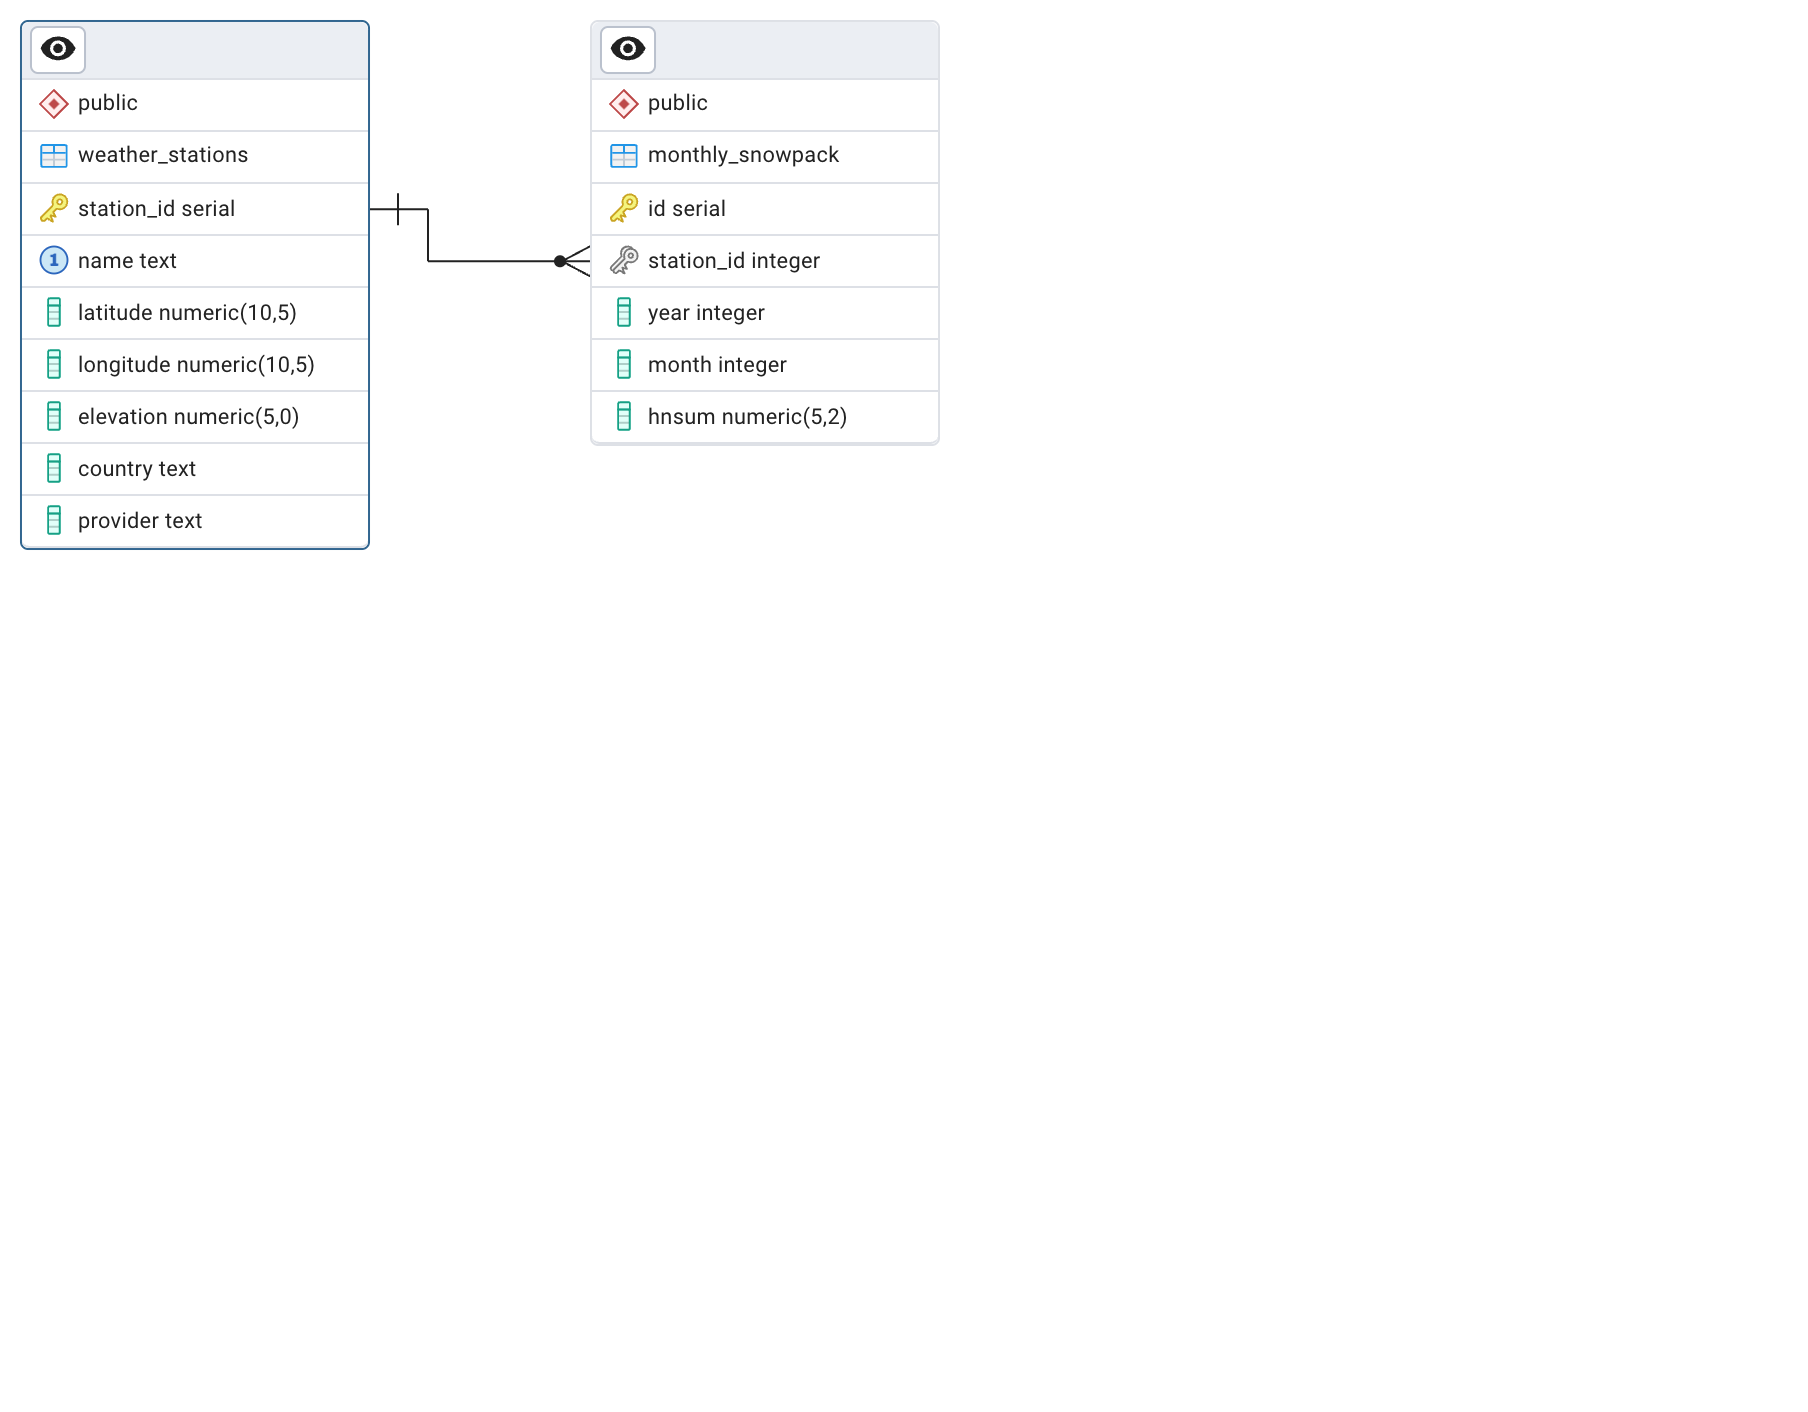 public
weather_stations
station_id serial
1
name text
latitude numeric(10,5)
longitude numeric(10,5)
elevation numeric(5,0)
country text
provider text
public
monthly_snowpack
id serial
station_id integer
year integer
month integer
hnsum numeric(5,2)